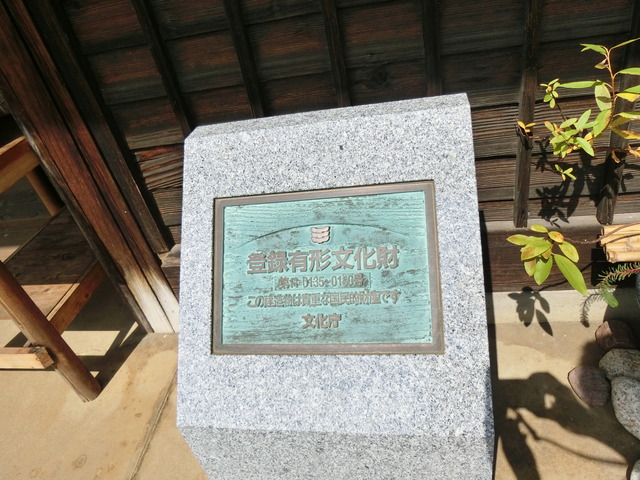 登録有形文化財
この建造物は貴重な国民的財産です
文化庁